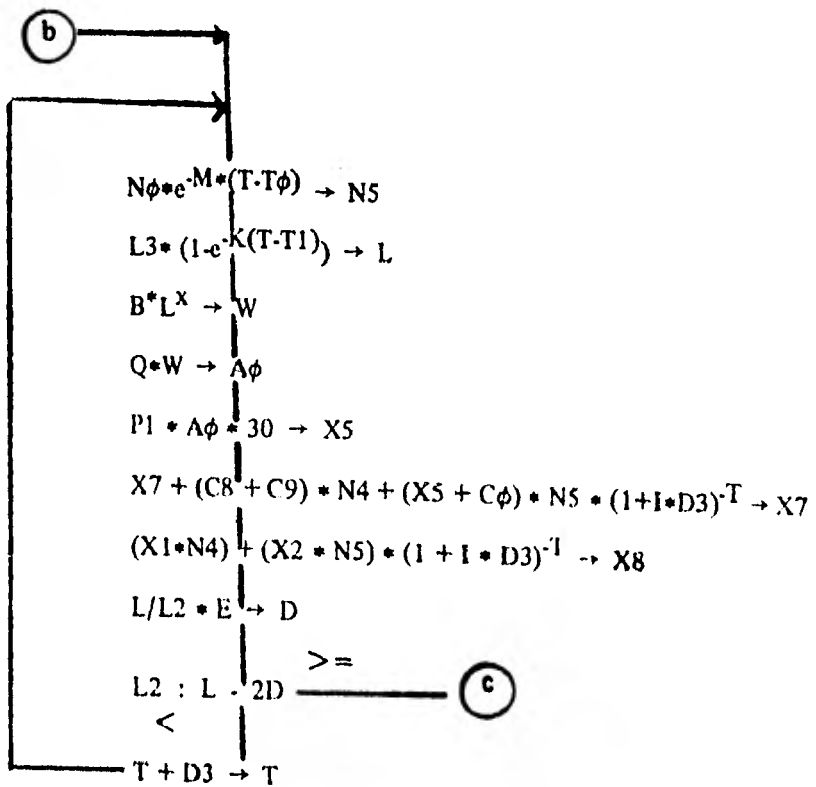 b
Nϕ*e^-M*(T-Tϕ) → N5
L3* (1-e^-K(T-T1)) → L
B*L^X → W
Q*W → Aϕ
P1 * Aϕ * 30 → X5
X7 + (C8 + C9) * N4 + (X5 + Cϕ) * N5 * (1+I*D3)^-T → X7
(X1*N4) + (X2 * N5) * (1 + I * D3)^-T → X8
L/L2 * E → D
>=
L2 : L - 2D
c
<
T + D3 → T